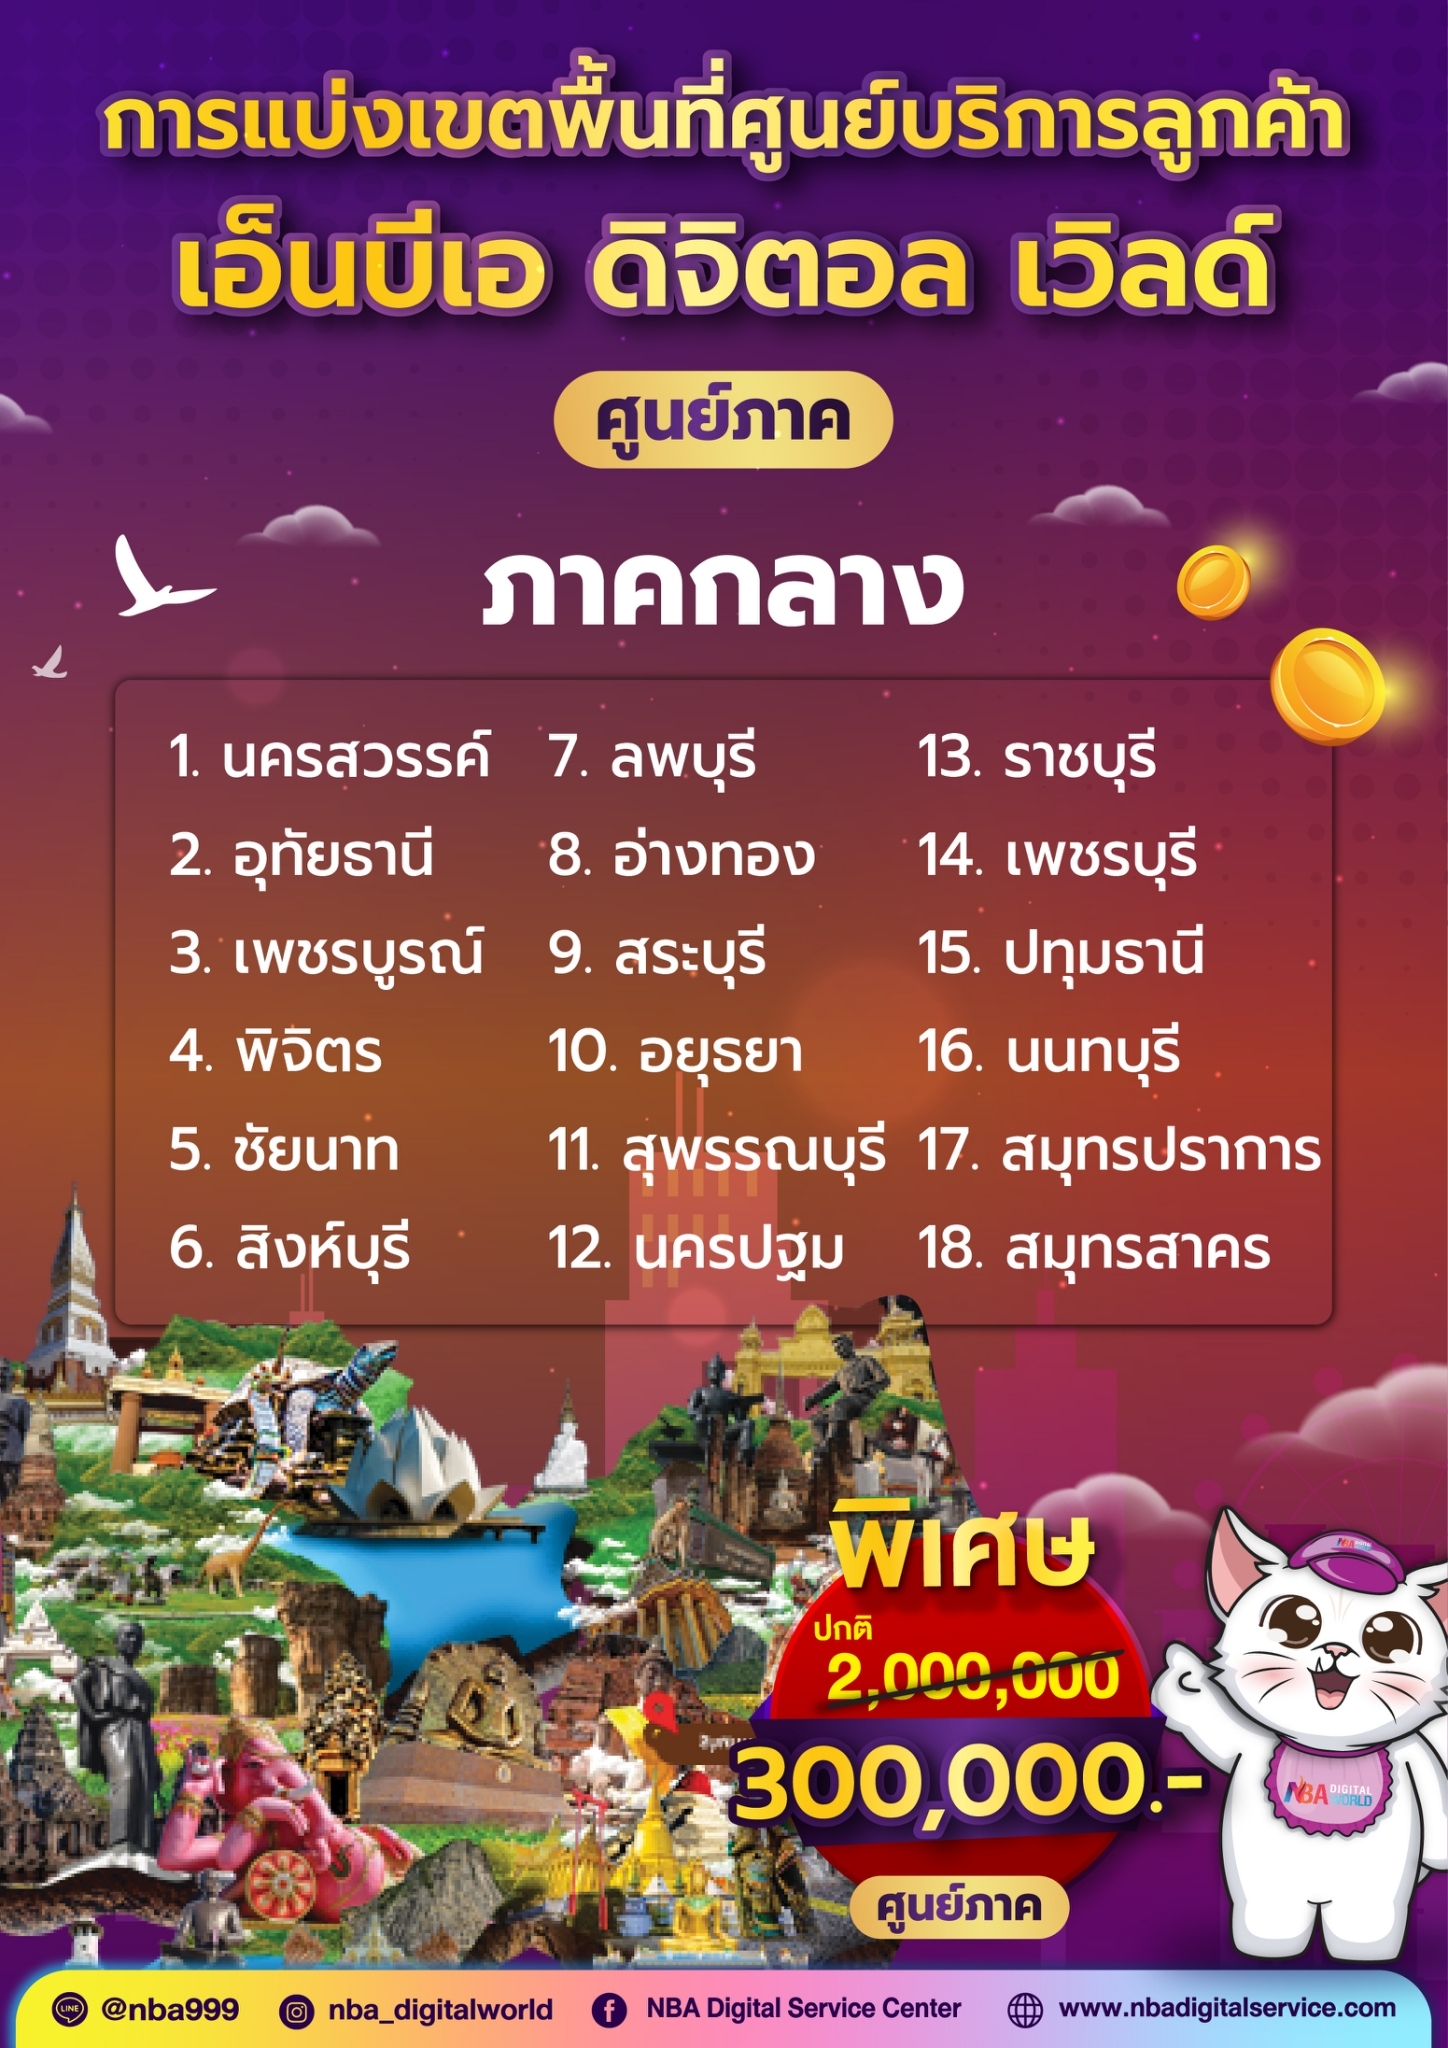 การแบ่งเขตพื้นที่ศูนย์บริการลูกค้า
เอ็นบีเอ ดิจิตอล เวิลด์
ศูนย์ภาค
ภาคกลาง
1. นครสวรรค์
2. อุทัยธานี
3. เพชรบูรณ์
4. พิจิตร
5. ชัยนาท
6. สิงห์บุรี
7. ลพบุรี
8. อ่างทอง
9. สระบุรี
10. อยุธยา
11. สุพรรณบุรี
12. นครปฐม
13. ราชบุรี
14. เพชรบุรี
15. ปทุมธานี
16. นนทบุรี
17. สมุทรปราการ
18. สมุทรสาคร
พิเศษ
ปกติ
2,000,000
300,000.-
ศูนย์ภาค
NBA DIGITAL WORLD
LINE @nba999 nba_digitalworld NBA Digital Service Center www.nbadigitalservice.com